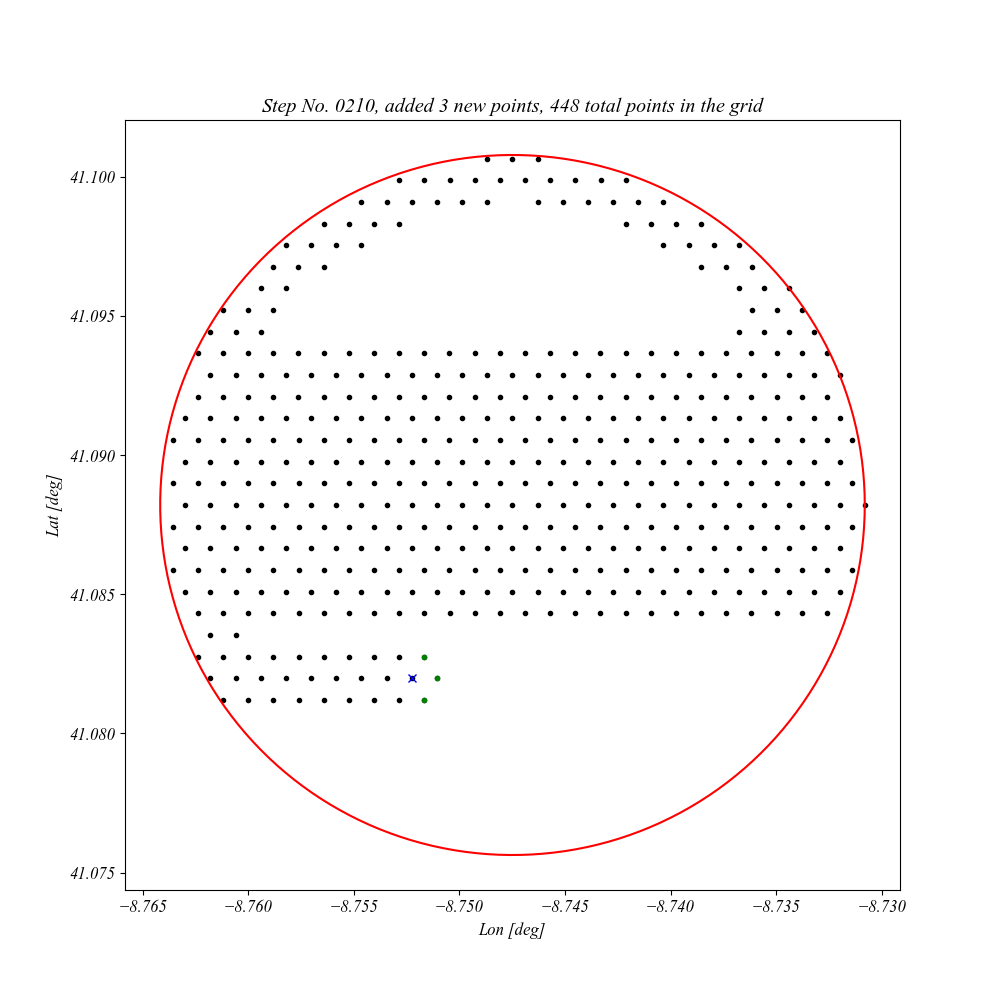 Step No. 0210, added 3 new points, 448 total points in the grid
41.100
41.095
41.090
41.085
41.080
41.075
Lat [deg]
−8.765 −8.760 −8.755 −8.750 −8.745 −8.740 −8.735 −8.730
Lon [deg]